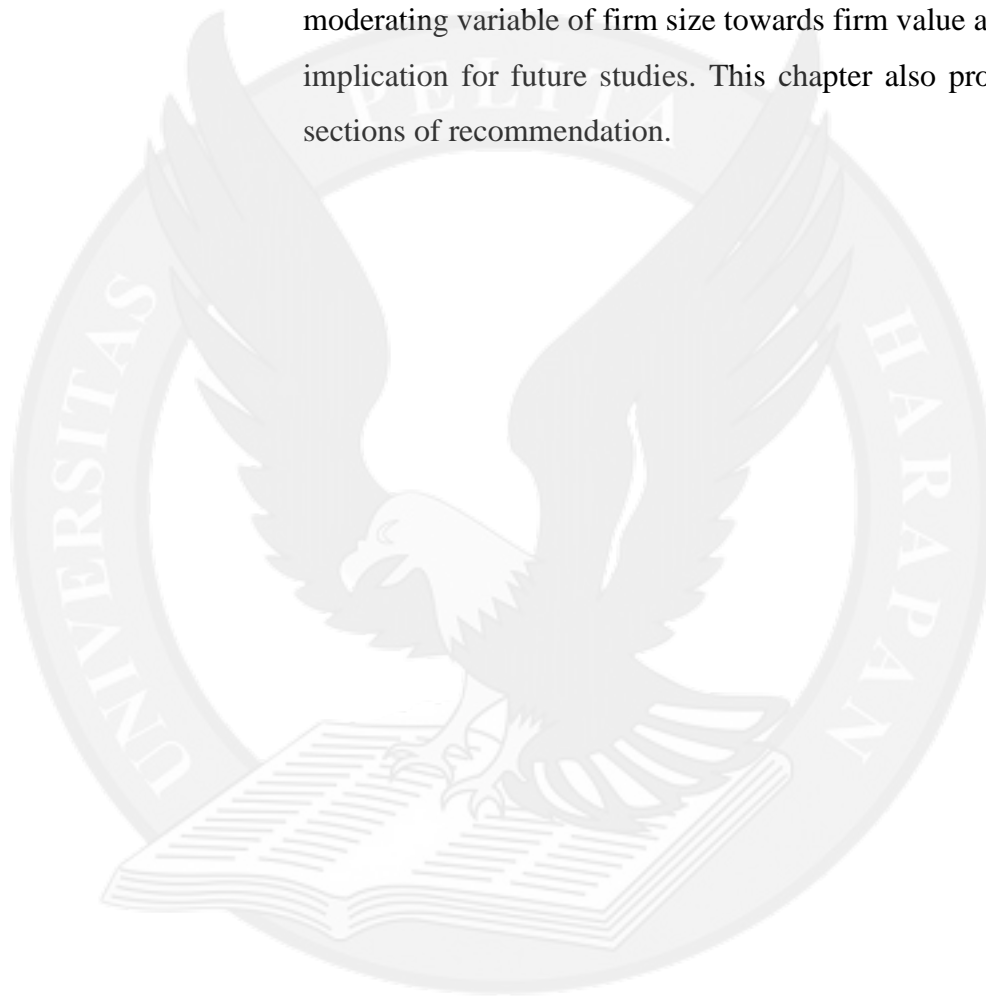 moderating variable of firm size towards firm value a
implication for future studies. This chapter also pro
sections of recommendation.
UNIVERSITAS
PELITA
HARAPAN